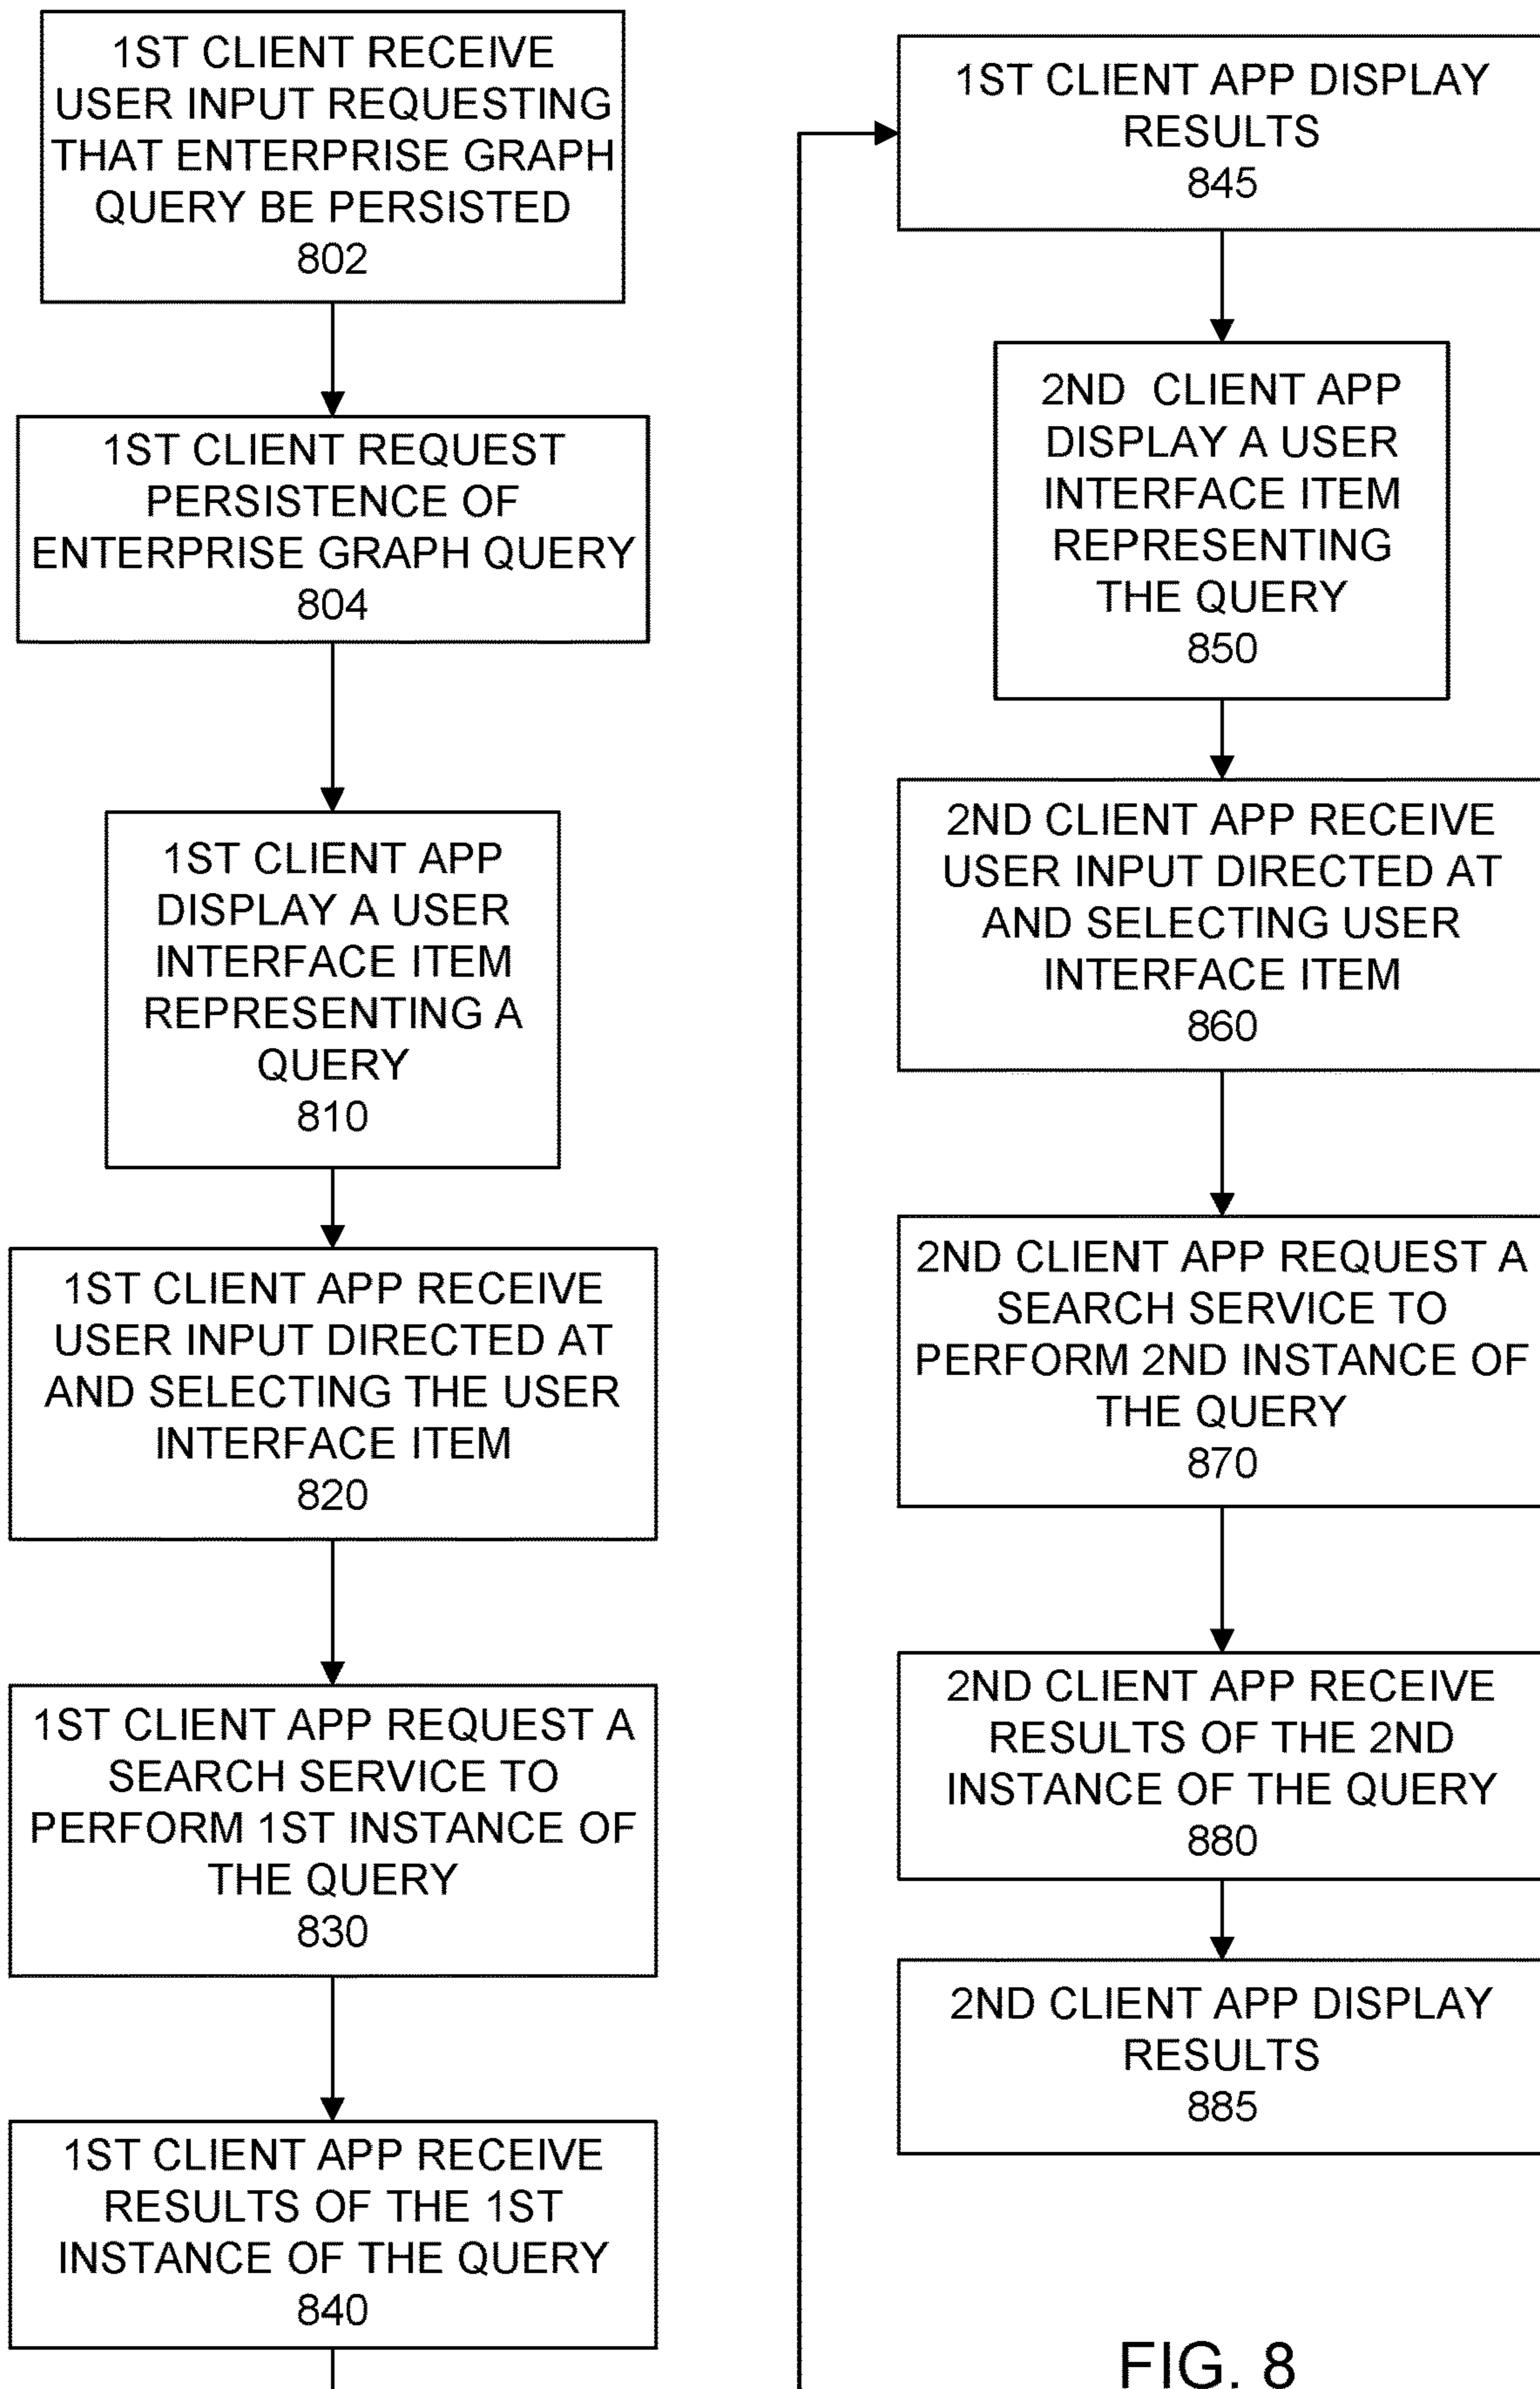 1ST CLIENT RECEIVE
USER INPUT REQUESTING
THAT ENTERPRISE GRAPH
QUERY BE PERSISTED
802
1ST CLIENT REQUEST
PERSISTENCE OF
ENTERPRISE GRAPH QUERY
804
1ST CLIENT APP
DISPLAY A USER
INTERFACE ITEM
REPRESENTING A
QUERY
810
1ST CLIENT APP RECEIVE
USER INPUT DIRECTED AT
AND SELECTING THE USER
INTERFACE ITEM
820
1ST CLIENT APP REQUEST A
SEARCH SERVICE TO
PERFORM 1ST INSTANCE OF
THE QUERY
830
1ST CLIENT APP RECEIVE
RESULTS OF THE 1ST
INSTANCE OF THE QUERY
840
1ST CLIENT APP DISPLAY
RESULTS
845
2ND CLIENT APP
DISPLAY A USER
INTERFACE ITEM
REPRESENTING
THE QUERY
850
2ND CLIENT APP RECEIVE
USER INPUT DIRECTED AT
AND SELECTING USER
INTERFACE ITEM
860
2ND CLIENT APP REQUEST A
SEARCH SERVICE TO
PERFORM 2ND INSTANCE OF
THE QUERY
870
2ND CLIENT APP RECEIVE
RESULTS OF THE 2ND
INSTANCE OF THE QUERY
880
2ND CLIENT APP DISPLAY
RESULTS
885
FIG. 8